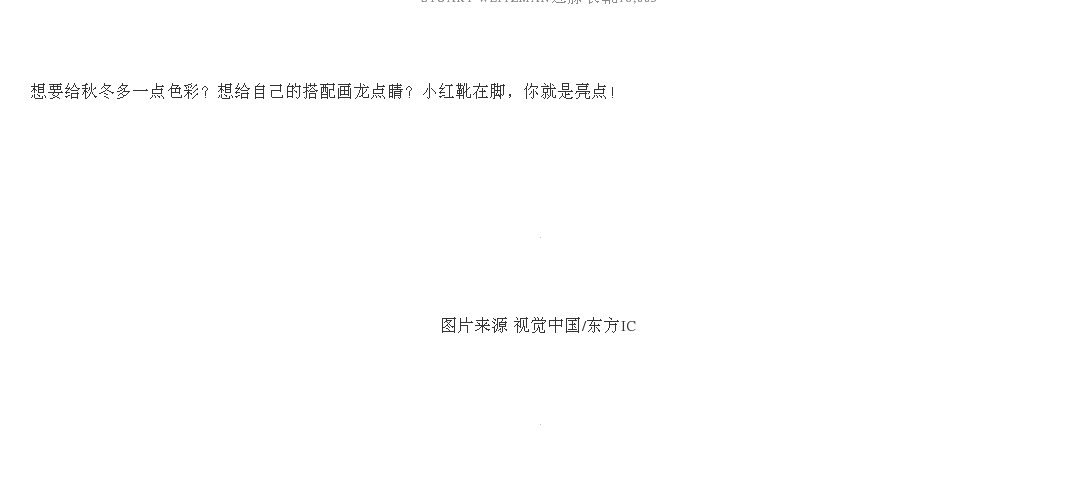 想要给秋冬多一点色彩？想给自己的搭配画龙点睛？小红靴在脚，你就是亮点！
图片来源 视觉中国/东方IC